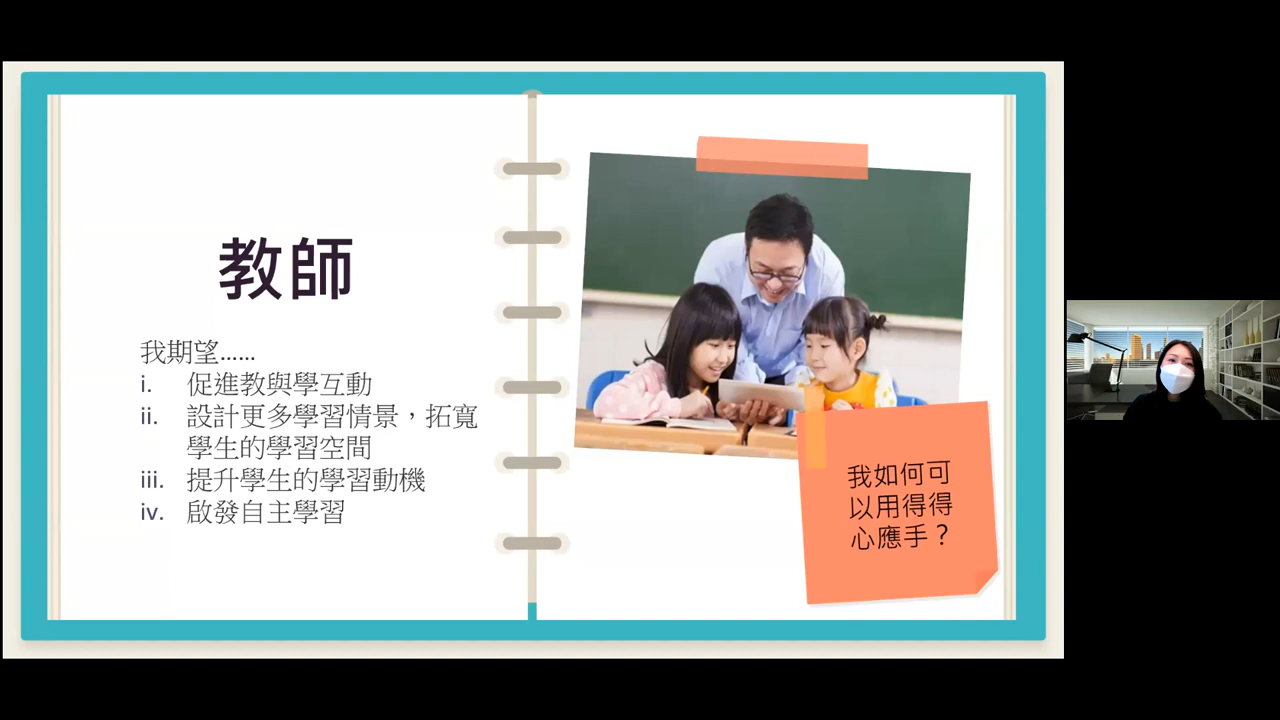 教師
我期望……
i. 促進教與學互動
ii. 設計更多學習情景，拓寬
學生的學習空間
iii. 提升學生的學習動機
iv. 啟發自主學習
我如何可
以用得得
心應手？